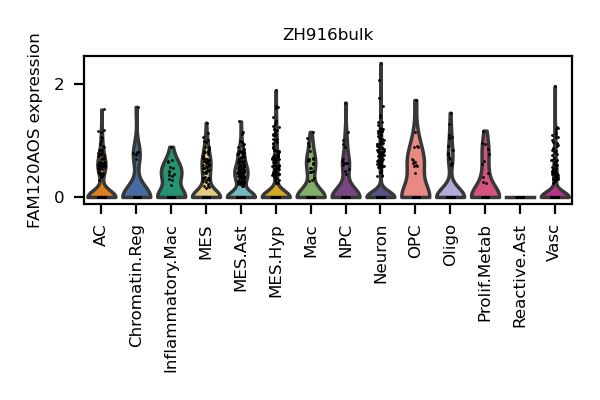 ZH916bulk
FAM120AOS expression
2
0
AC
Chromatin.Reg
Inflammatory.Mac
MES
MES.Ast
MES.Hyp
Mac
NPC
Neuron
OPC
Oligo
Prolif.Metab
Reactive.Ast
Vasc